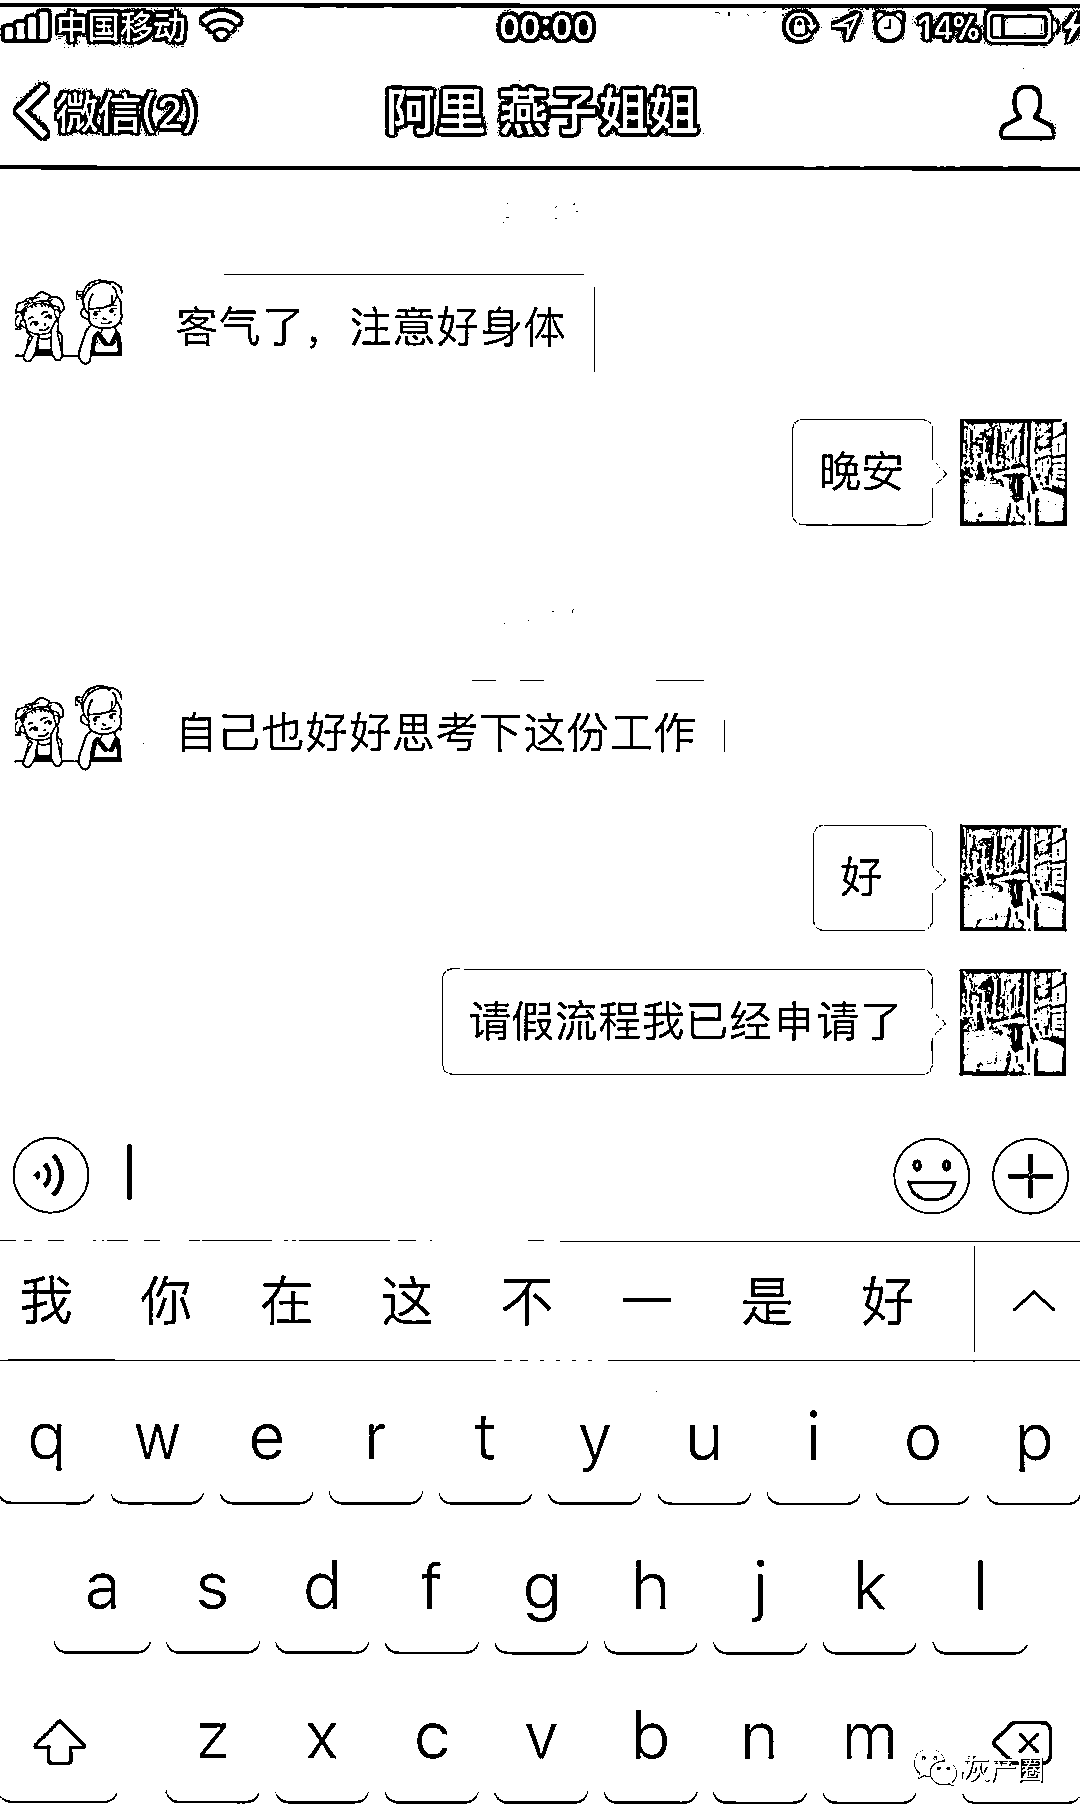 中国移动 00:00 14%
微信(2) 阿里 燕子姐姐
客气了，注意好身体
晚安
自己也好好思考下这份工作
好
请假流程我已经申请了
我 你 在 这 不 一 是 好
q w e r t y u i o p
a s d f g h j k l
z x c v b n m
灰产圈